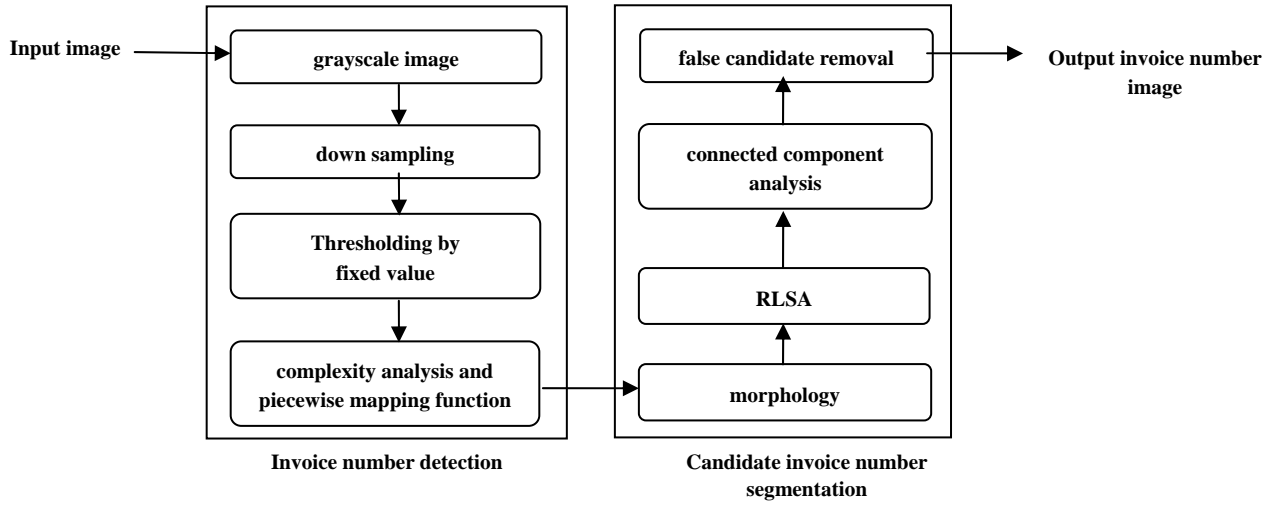 Input image
grayscale image
down sampling
Thresholding by
fixed value
complexity analysis and
piecewise mapping function
Invoice number detection
false candidate removal
connected component
analysis
RLSA
morphology
Candidate invoice number
segmentation
Output invoice number
image